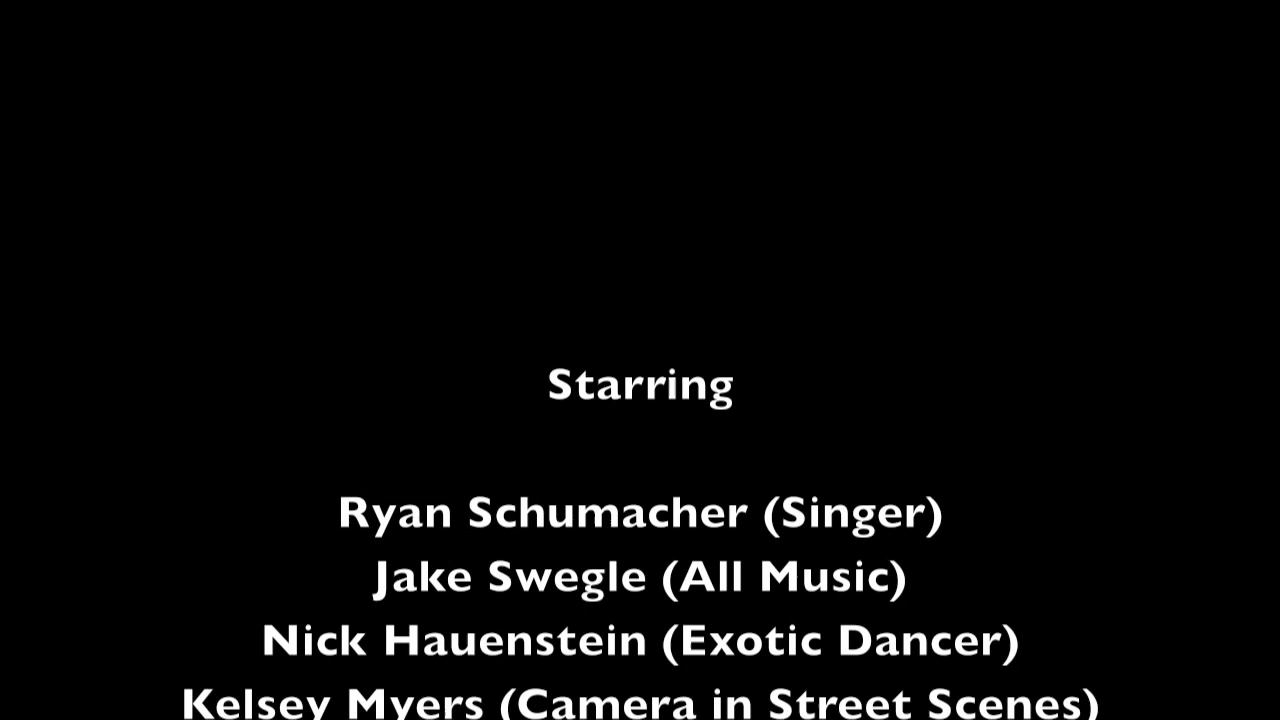 Starring
Ryan Schumacher (Singer)
Jake Swegle (All Music)
Nick Hauenstein (Exotic Dancer)
Kelsey Myers (Camera in Street Scenes)